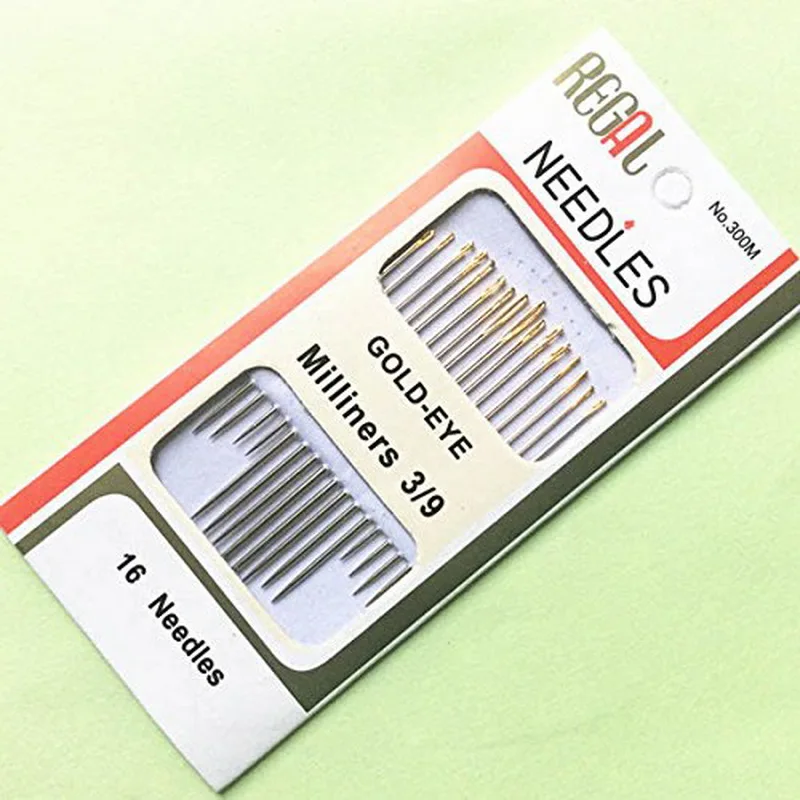 REGAL
NEEDLES
No.300M
GOLD-EYE
Milliners 3/9
16 Needles